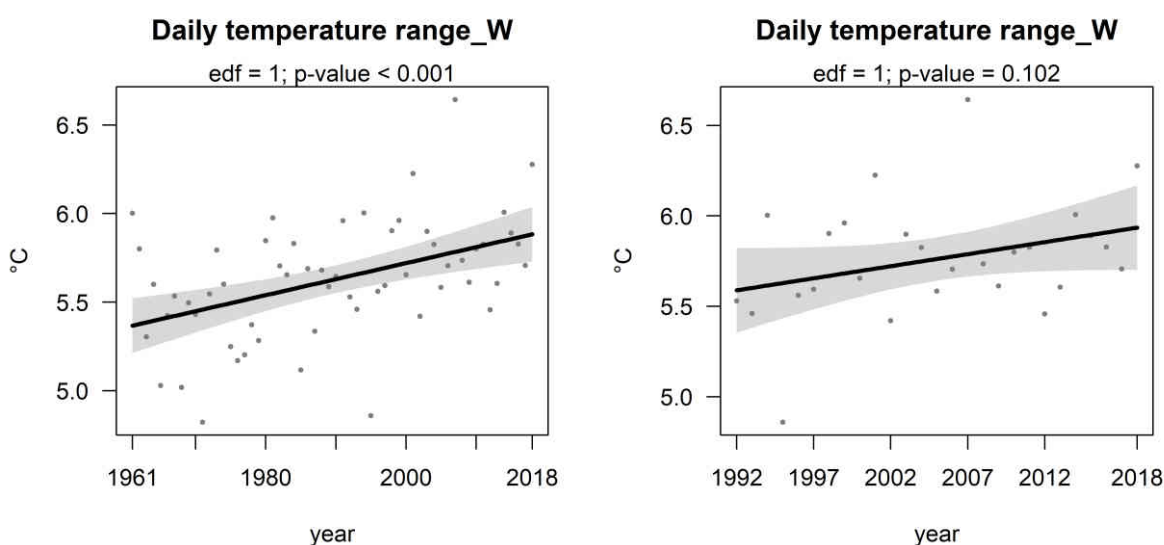 Daily temperature range_W
edf = 1; p-value < 0.001
6.5
6.0
5.5
5.0
°C
1961
1980
2000
2018
year
Daily temperature range_W
edf = 1; p-value = 0.102
6.5
6.0
5.5
5.0
°C
1992
1997
2002
2007
2012
2018
year